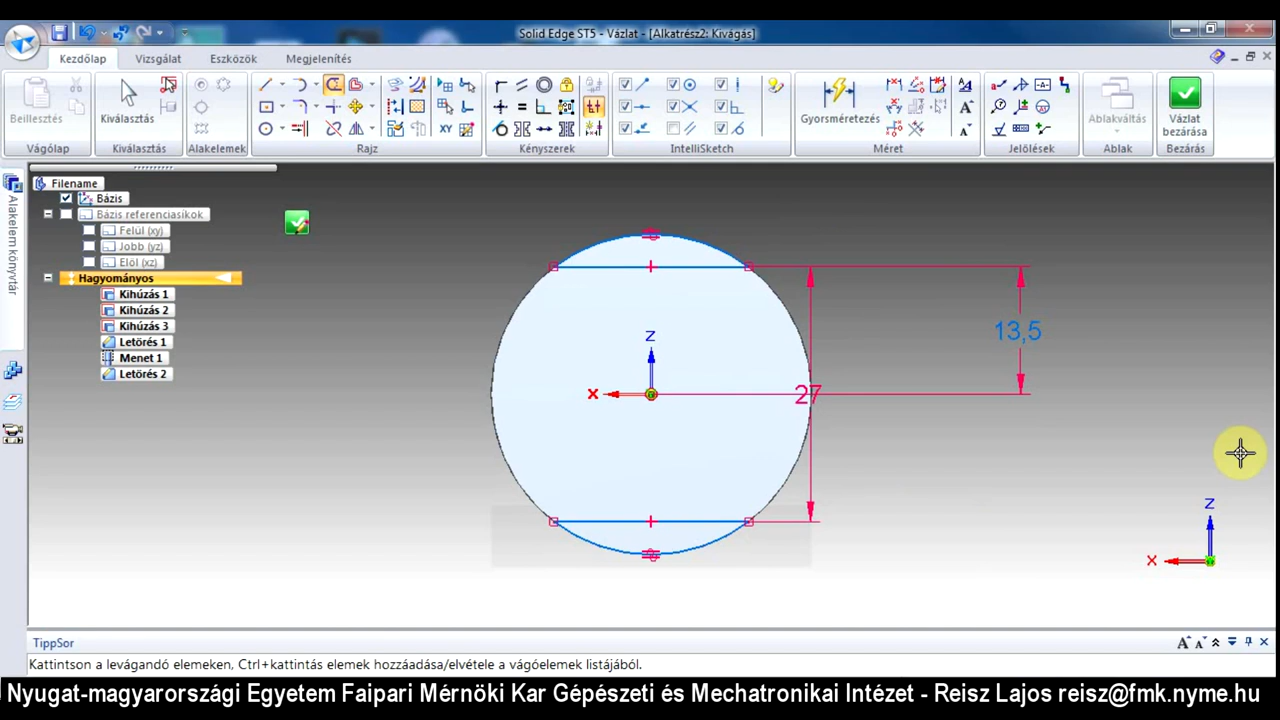 Solid Edge ST5 - Vázlat - [Alkatrész2: Kivágás]
Kezdőlap Vizsgálat Eszközök Megjelenítés
Beillesztés Kiválasztás Gyorsméretezés Ablakváltás Vázlat bezárása
Vágólap Kiválasztás Alakelemek Rajz Kényszerek IntelliSketch Méret Jelölések Ablak Bezárás
Alakelem könyvtár
Filename
Bázis
Bázis referenciasíkok
Felül (xy)
Jobb (yz)
Elöl (xz)
Hagyományos
Kihúzás 1
Kihúzás 2
Kihúzás 3
Letörés 1
Menet 1
Letörés 2
13,5
Z
X
27
Z
X
TippSor
Kattintson a levágandó elemeken, Ctrl+kattintás elemek hozzáadása/elvétele a vágóelemek listájából.
Nyugat-magyarországi Egyetem Faipari Mérnöki Kar Gépészeti és Mechatronikai Intézet - Reisz Lajos reisz@fmk.nyme.hu